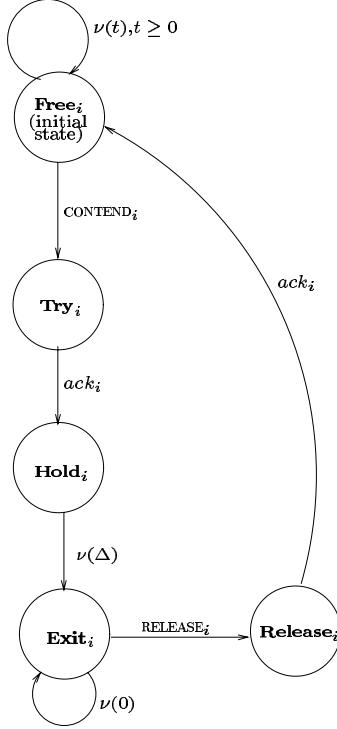 ν(t),t ≥ 0
Free_i
(initial
state)
CONTEND_i
ack_i
Try_i
ack_i
Hold_i
ν(Δ)
RELEASE_i
Release_i
Exit_i
ν(0)